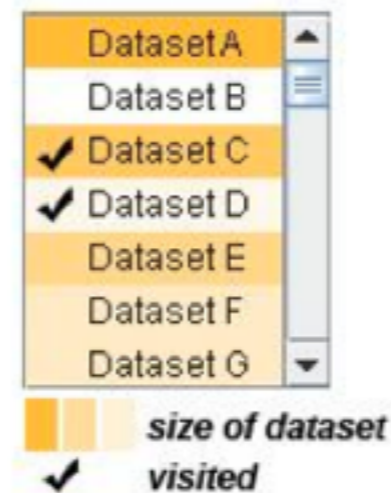 Dataset A
Dataset B
Dataset C
Dataset D
Dataset E
Dataset F
Dataset G
size of dataset
visited